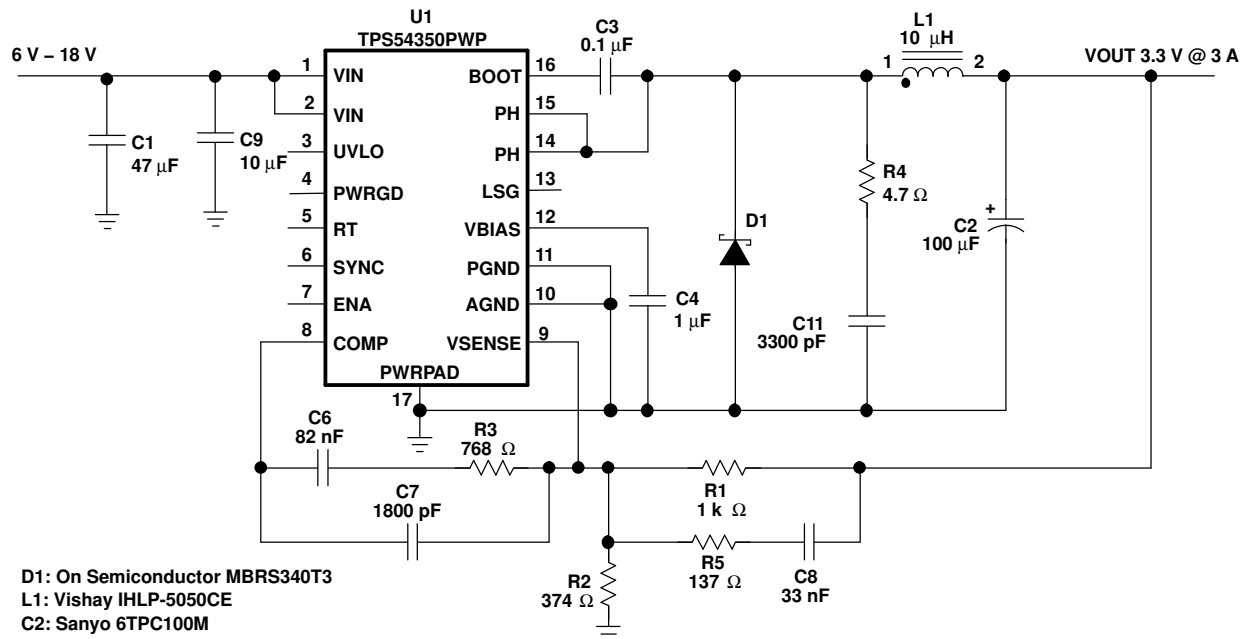 U1
TPS54350PWP
6 V – 18 V
1 VIN
2 VIN
3 UVLO
4 PWRGD
5 RT
6 SYNC
7 ENA
8 COMP
BOOT 16
PH 15
PH 14
LSG 13
VBIAS 12
PGND 11
AGND 10
VSENSE 9
PWRPAD
17
C1
47 μF
C9
10 μF
C3
0.1 μF
L1
10 μH
1 2
VOUT 3.3 V @ 3 A
R4
4.7 Ω
D1
C2
+
100 μF
C4
1 μF
C11
3300 pF
C6
82 nF
R3
768 Ω
C7
1800 pF
R1
1 k Ω
R5
137 Ω
C8
33 nF
R2
374 Ω
D1: On Semiconductor MBRS340T3
L1: Vishay IHLP-5050CE
C2: Sanyo 6TPC100M